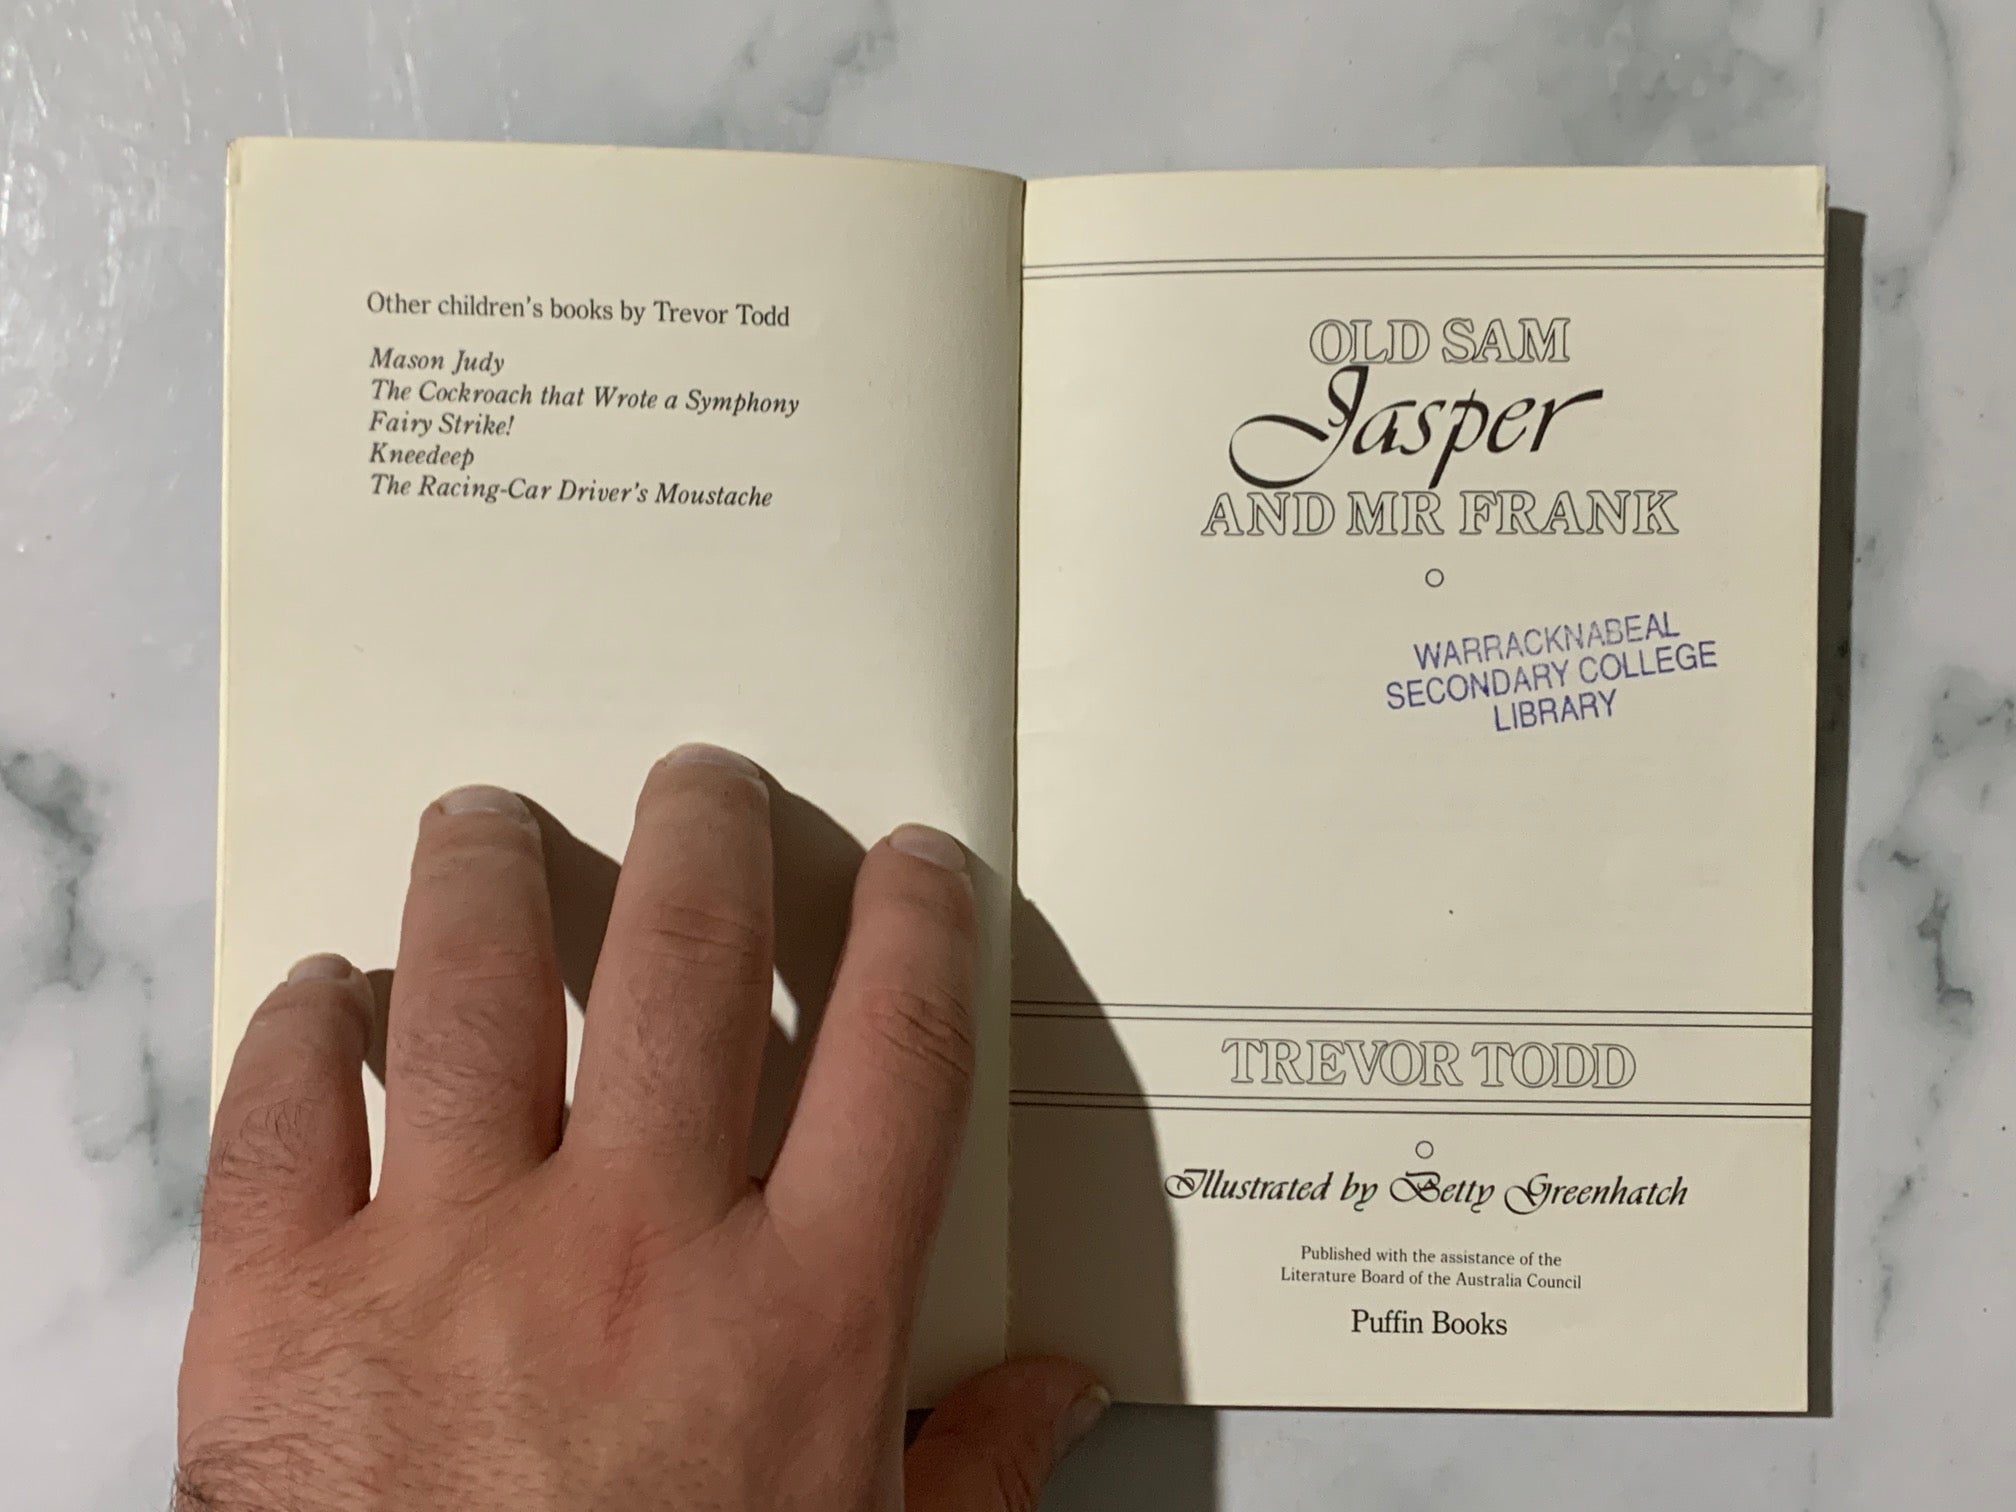 Other children's books by Trevor Todd
Mason Judy
The Cockroach that Wrote a Symphony
Fairy Strike!
Kneedeep
The Racing-Car Driver's Moustache
OLD SAM
Jasper
AND MR FRANK
WARRACKNABEAL
SECONDARY COLLEGE
LIBRARY
TREVOR TODD
Illustrated by Betty Greenhatch
Published with the assistance of the
Literature Board of the Australia Council
Puffin Books